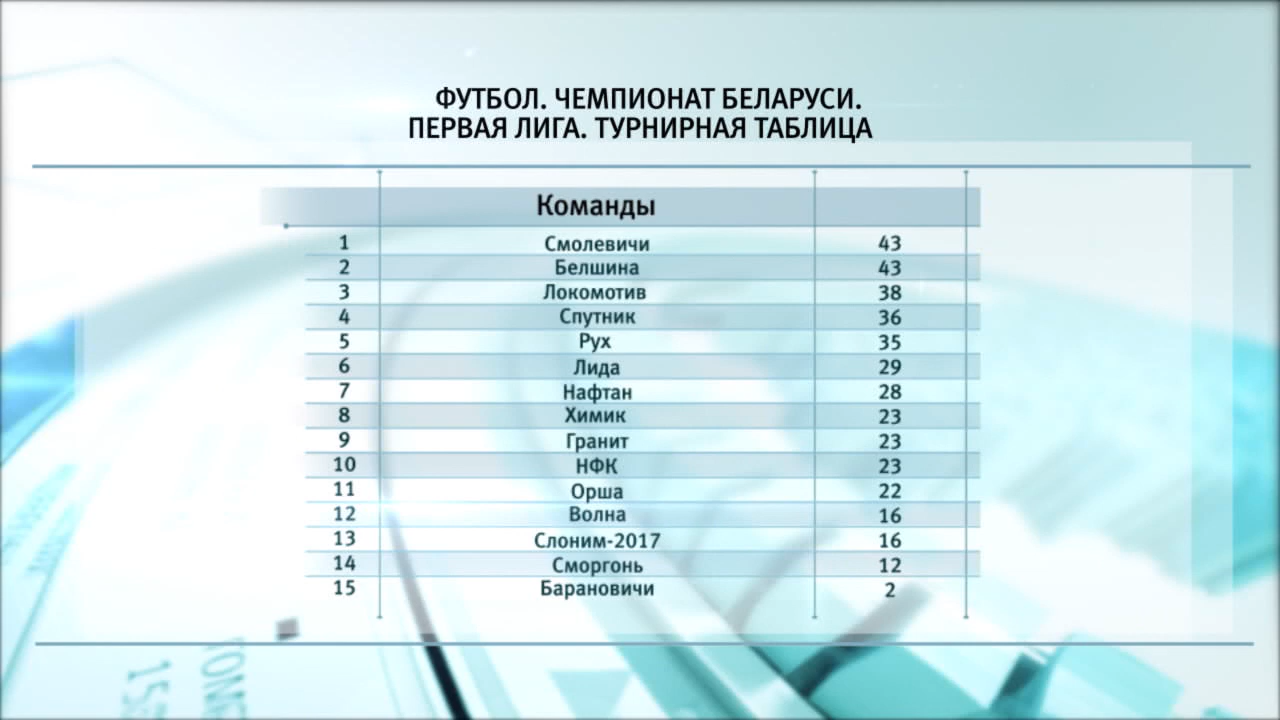 ФУТБОЛ. ЧЕМПИОНАТ БЕЛАРУСИ.
ПЕРВАЯ ЛИГА. ТУРНИРНАЯ ТАБЛИЦА
Команды
1 Смолевичи 43
2 Белшина 43
3 Локомотив 38
4 Спутник 36
5 Рух 35
6 Лида 29
7 Нафтан 28
8 Химик 23
9 Гранит 23
10 НФК 23
11 Орша 22
12 Волна 16
13 Слоним-2017 16
14 Сморгонь 12
15 Барановичи 2